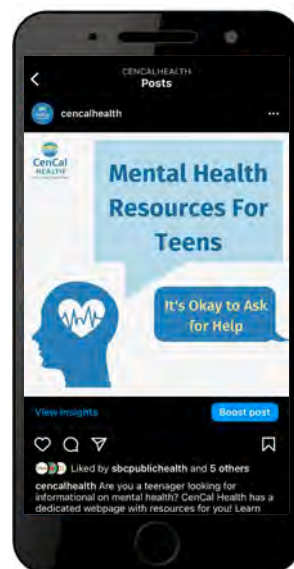 CENCALHEALTH
Posts
cencalhealth
CenCal
HEALTH
Mental Health
Resources For
Teens
It's Okay to Ask
for Help
View insights
Boost post
Liked by sbcpublichealth and 5 others
cencalhealth Are you a teenager looking for
informational on mental health? CenCal Health has a
dedicated webpage with resources for you! Learn